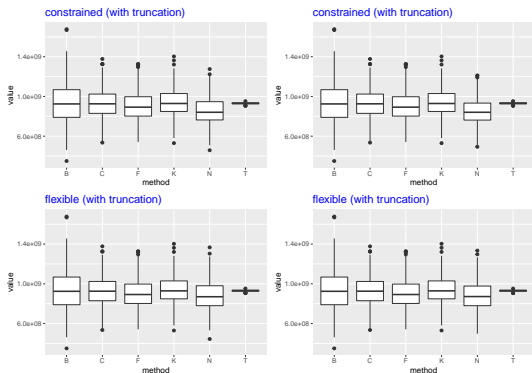 constrained (with truncation)
value
1.4e+09
1.0e+09
6.0e+08
B C F K N T
method
constrained (with truncation)
value
1.4e+09
1.0e+09
6.0e+08
B C F K N T
method
flexible (with truncation)
value
1.4e+09
1.0e+09
6.0e+08
B C F K N T
method
flexible (with truncation)
value
1.4e+09
1.0e+09
6.0e+08
B C F K N T
method